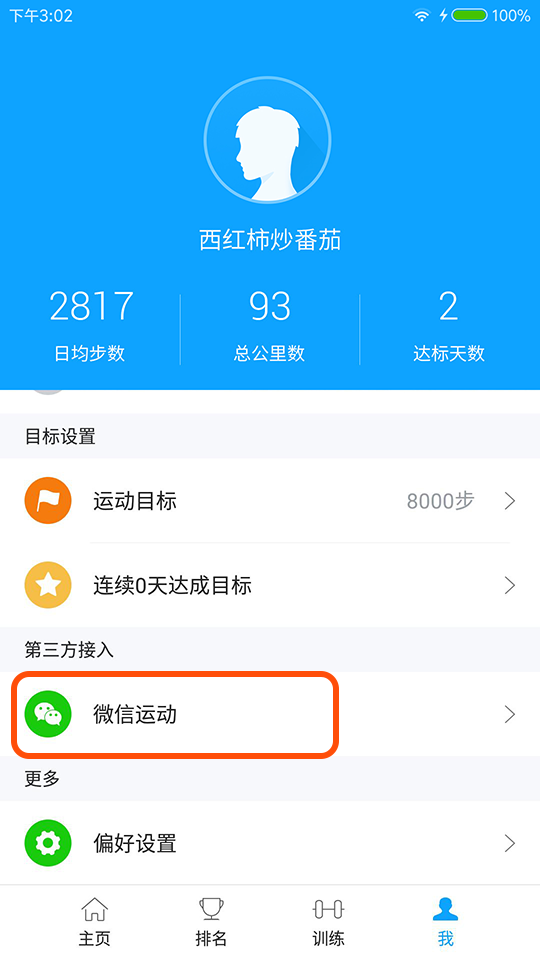 下午3:02 100%
西红柿炒番茄
2817 93 2
日均步数 总公里数 达标天数
目标设置
运动目标 8000步
连续0天达成目标
第三方接入
微信运动
更多
偏好设置
主页 排名 训练 我